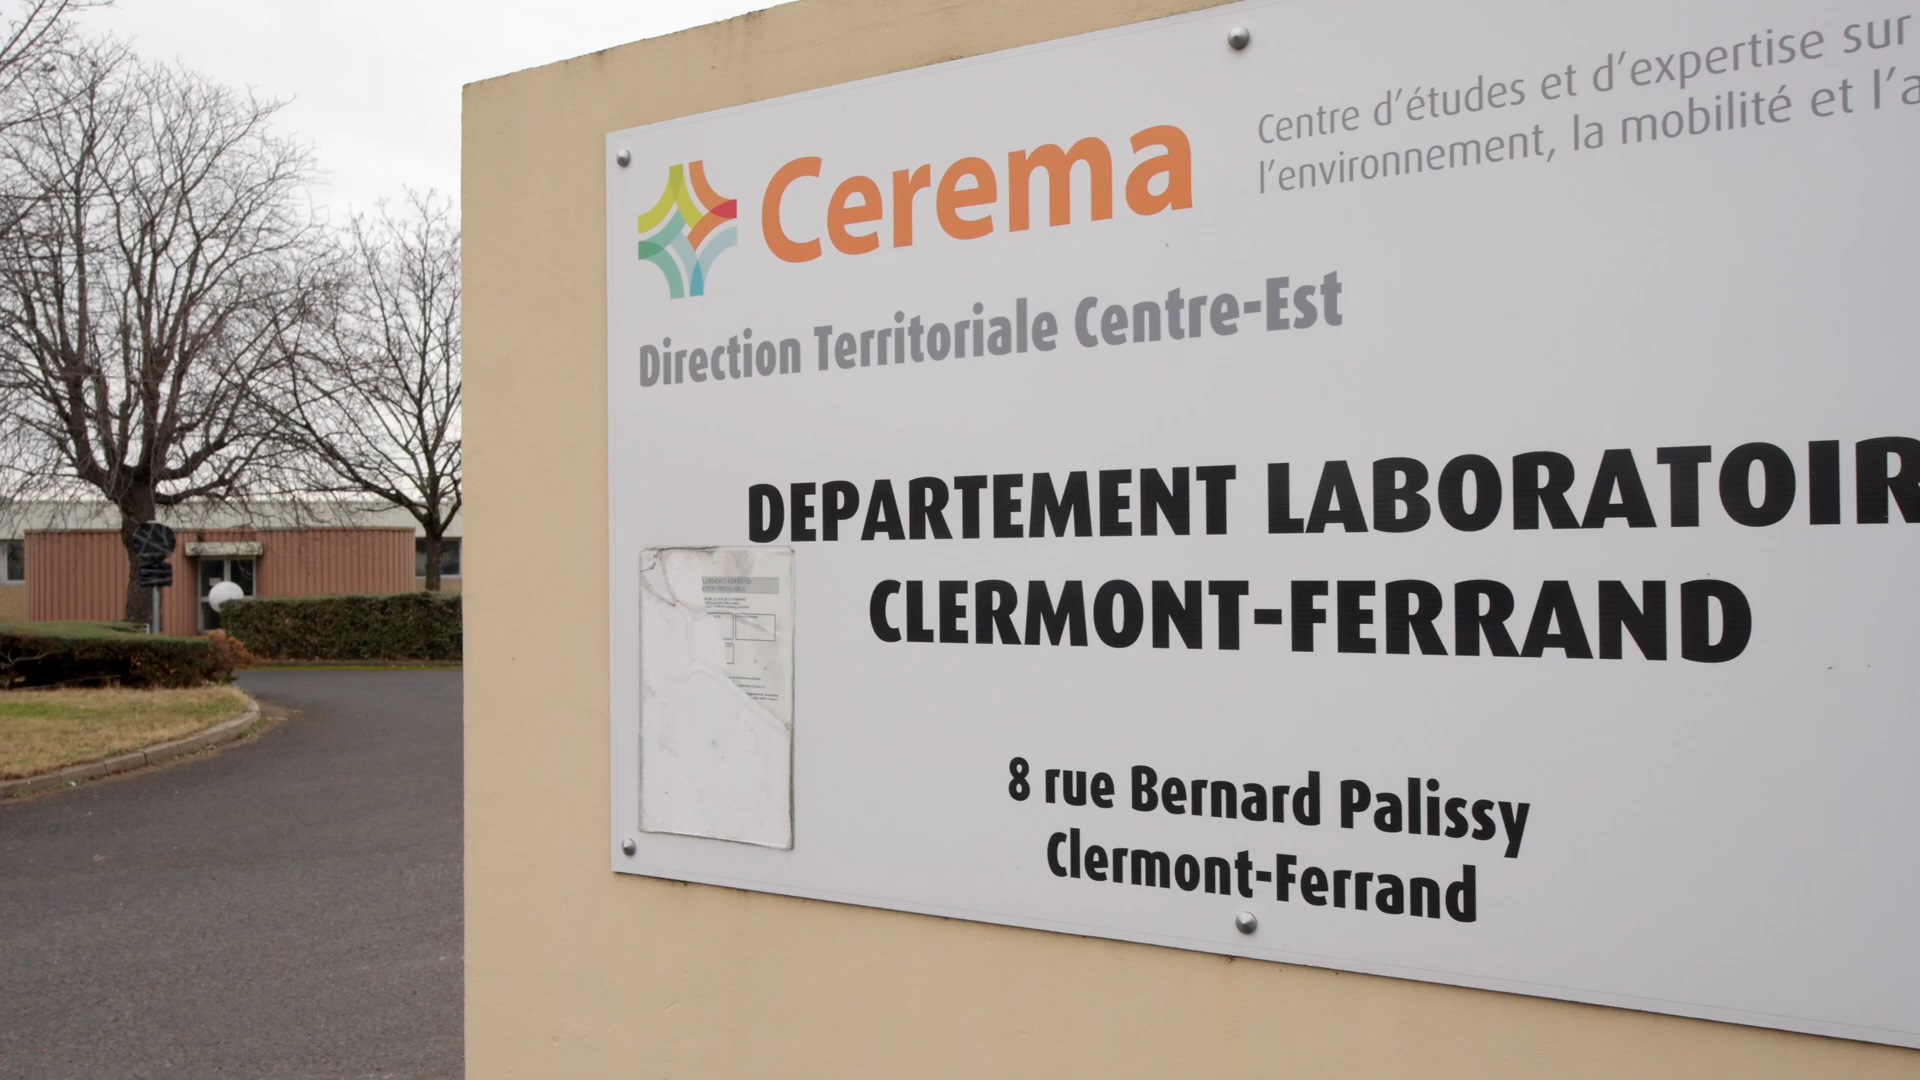 Cerema
Centre d'études et d'expertise sur
l'environnement, la mobilité et l'a
Direction Territoriale Centre-Est
DEPARTEMENT LABORATOIR
CLERMONT-FERRAND
8 rue Bernard Palissy
Clermont-Ferrand